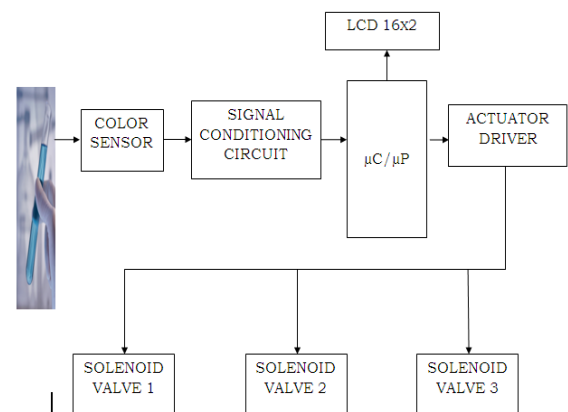 LCD 16x2
COLOR
SENSOR
SIGNAL
CONDITIONING
CIRCUIT
µC/µP
ACTUATOR
DRIVER
SOLENOID
VALVE 1
SOLENOID
VALVE 2
SOLENOID
VALVE 3